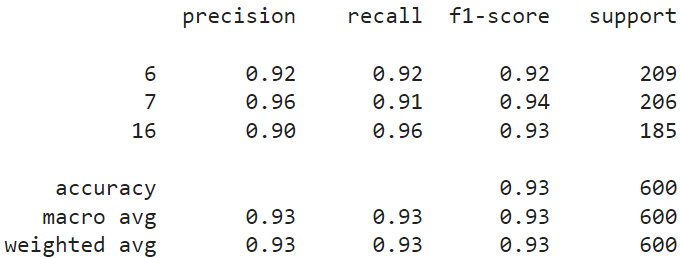 precision recall f1-score support
6 0.92 0.92 0.92 209
7 0.96 0.91 0.94 206
16 0.90 0.96 0.93 185
accuracy 0.93 600
macro avg 0.93 0.93 0.93 600
weighted avg 0.93 0.93 0.93 600